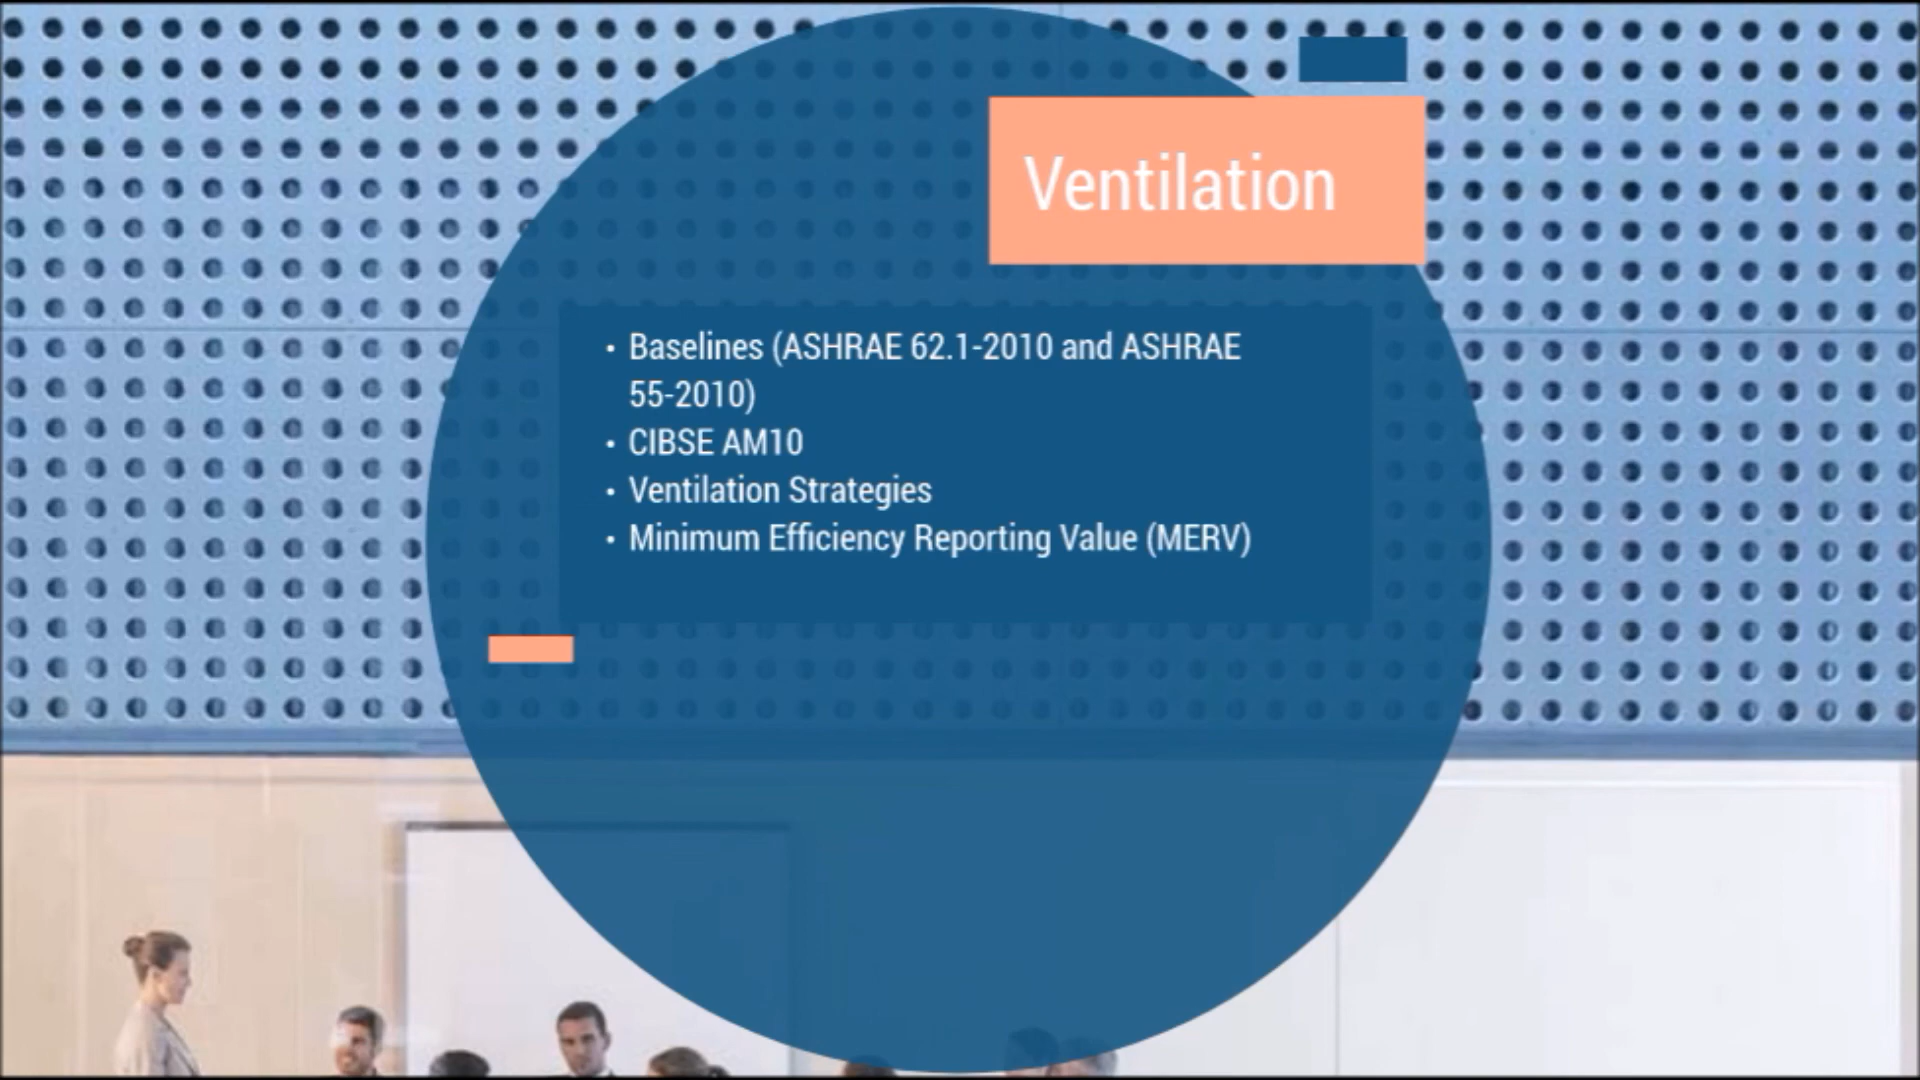 Ventilation
• Baselines (ASHRAE 62.1-2010 and ASHRAE
55-2010)
• CIBSE AM10
• Ventilation Strategies
• Minimum Efficiency Reporting Value (MERV)